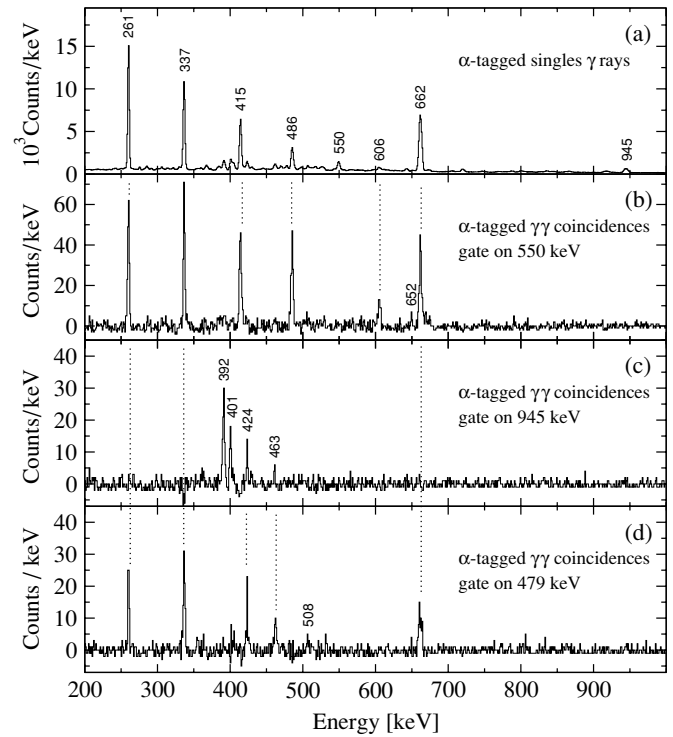 261
337
415
486
550
606
662
945
(a)
α-tagged singles γ rays
15
10
5
0
10³ Counts/keV
(b)
α-tagged γγ coincidences
gate on 550 keV
652
60
40
20
0
Counts/keV
(c)
α-tagged γγ coincidences
gate on 945 keV
392
401
424
463
40
30
20
10
0
Counts/keV
(d)
α-tagged γγ coincidences
gate on 479 keV
508
40
30
20
10
0
Counts / keV
200 300 400 500 600 700 800 900
Energy [keV]